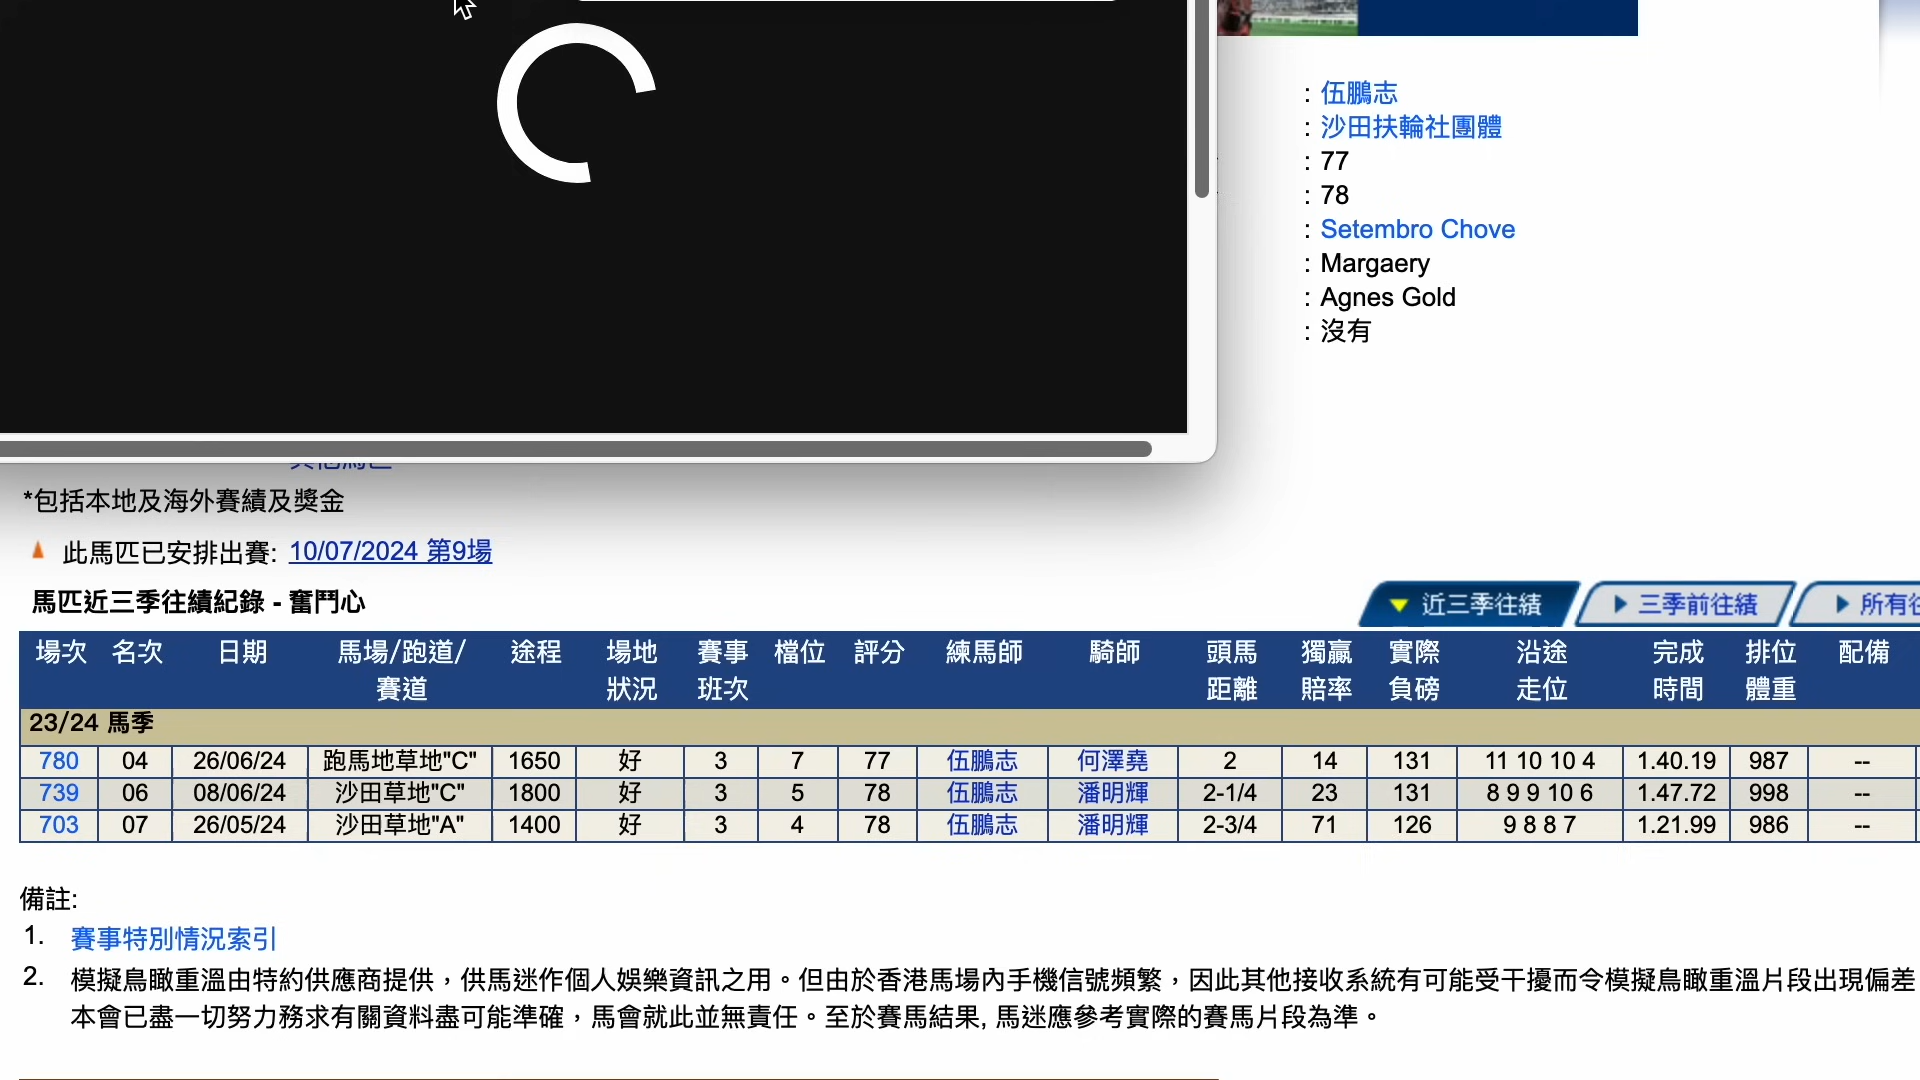 : 伍鵬志
: 沙田扶輪社團體
: 77
: 78
: Setembro Chove
: Margaery
: Agnes Gold
: 沒有
*包括本地及海外賽績及獎金
此馬匹已安排出賽: 10/07/2024 第9場
馬匹近三季往績紀錄 - 奮鬥心
近三季往績 三季前往績 所有
場次 名次 日期 馬場/跑道/賽道 途程 場地狀況 賽事班次 檔位 評分 練馬師 騎師 頭馬距離 獨贏賠率 實際負磅 沿途走位 完成時間 排位體重 配備
23/24 馬季
780 04 26/06/24 跑馬地草地"C" 1650 好 3 7 77 伍鵬志 何澤堯 2 14 131 11 10 10 4 1.40.19 987 --
739 06 08/06/24 沙田草地"C" 1800 好 3 5 78 伍鵬志 潘明輝 2-1/4 23 131 8 9 9 10 6 1.47.72 998 --
703 07 26/05/24 沙田草地"A" 1400 好 3 4 78 伍鵬志 潘明輝 2-3/4 71 126 9 8 8 7 1.21.99 986 --
備註:
1. 賽事特別情況索引
2. 模擬鳥瞰重溫由特約供應商提供，供馬迷作個人娛樂資訊之用。但由於香港馬場內手機信號頻繁，因此其他接收系統有可能受干擾而令模擬鳥瞰重溫片段出現偏差
本會已盡一切努力務求有關資料盡可能準確，馬會就此並無責任。至於賽馬結果, 馬迷應參考實際的賽馬片段為準。